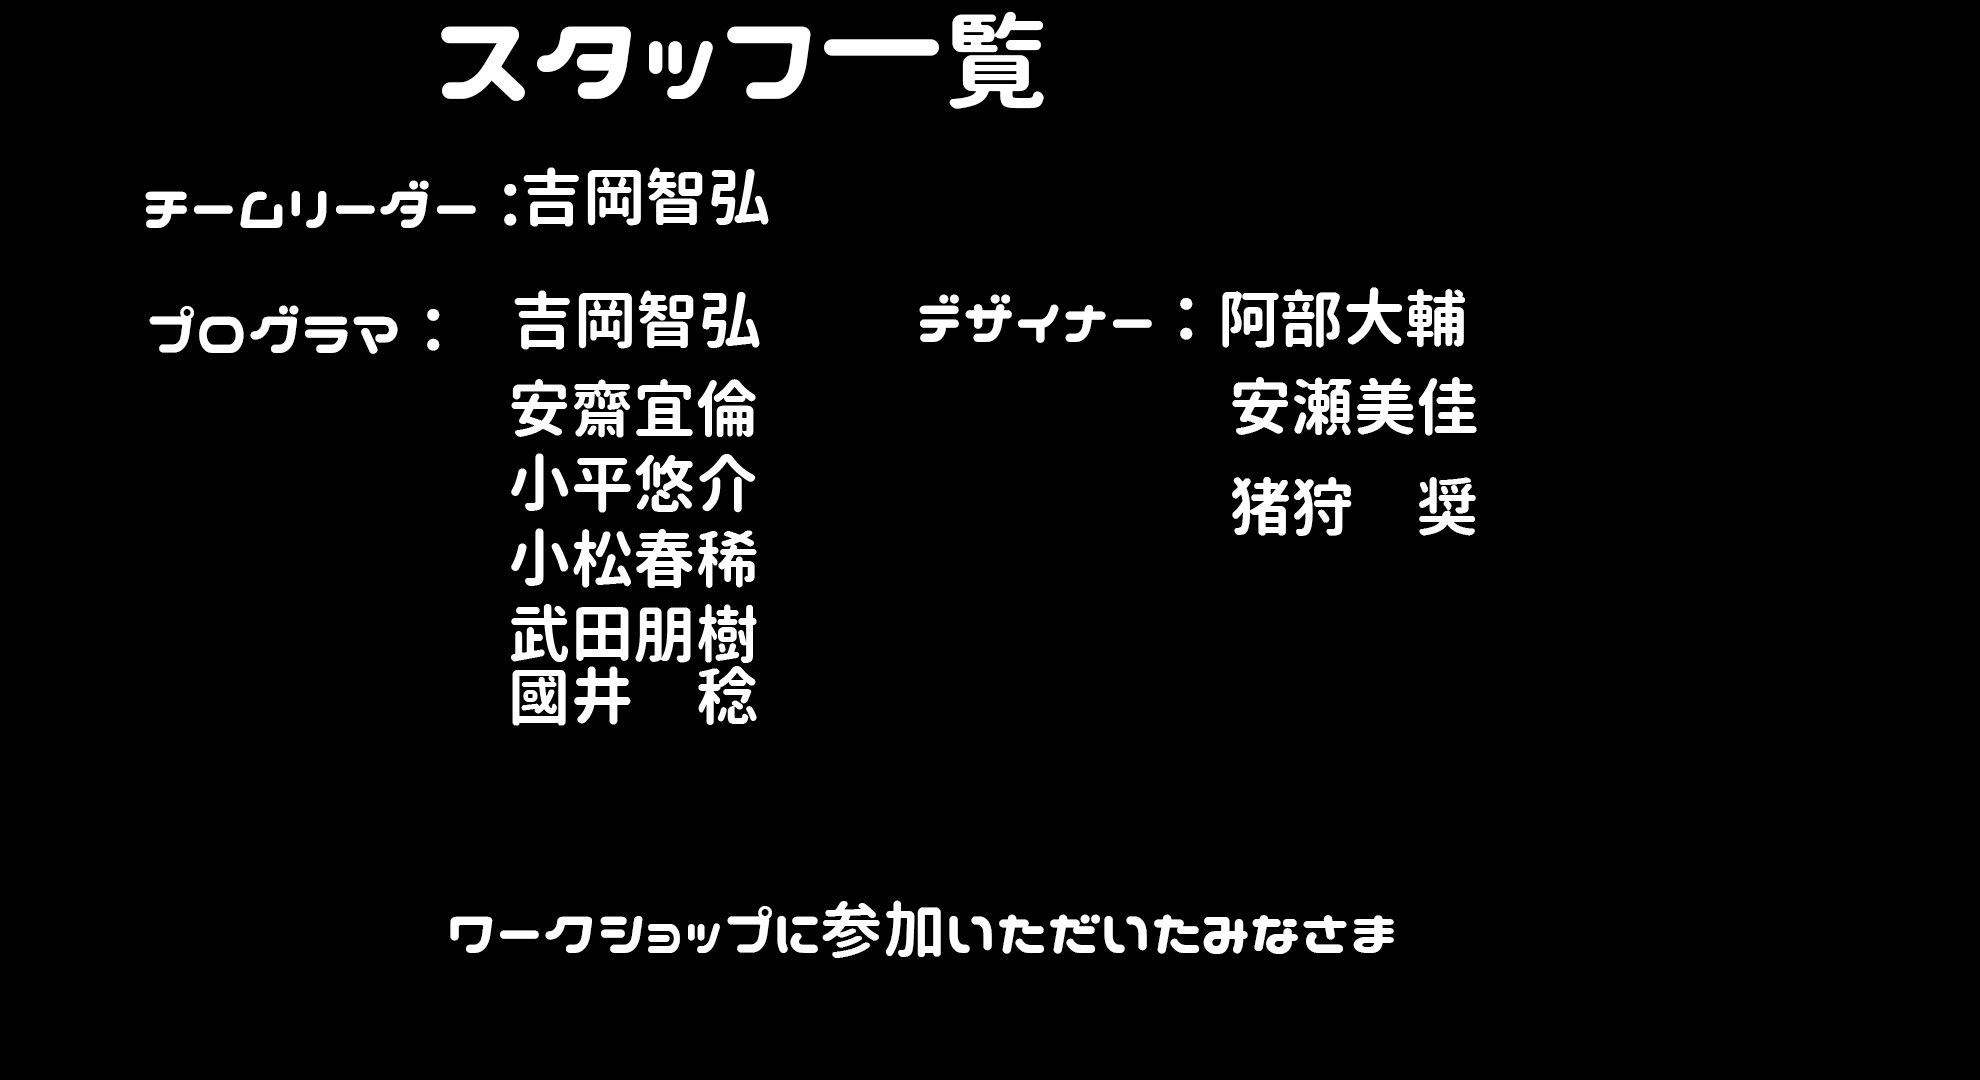 スタッフ一覧
チームリーダー：吉岡智弘
プログラマ： 吉岡智弘
安齋宜倫
小平悠介
小松春稀
武田朋樹
國井　稔
デザイナー：阿部大輔
安瀬美佳
猪狩　奨
ワークショップに参加いただいたみなさま